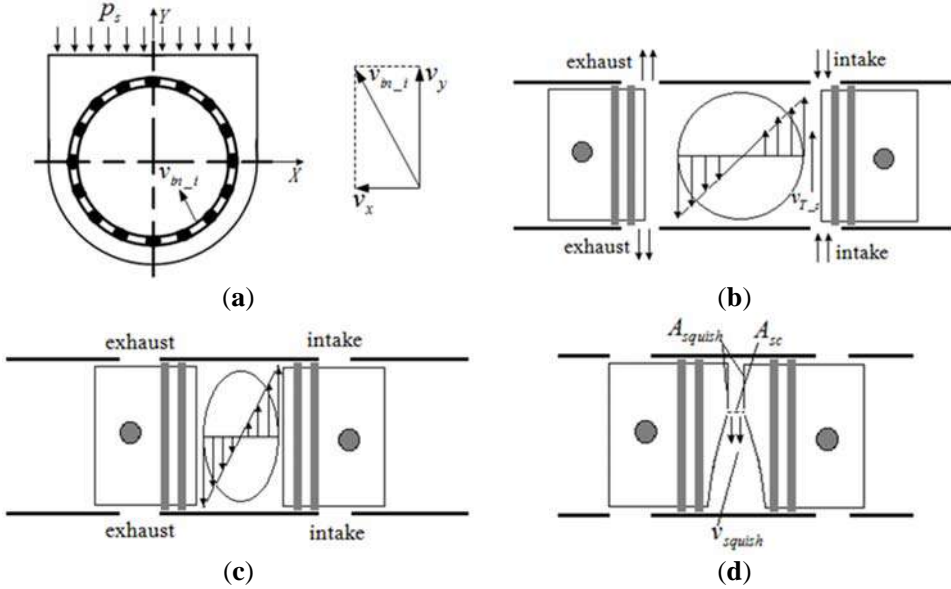 p_s
Y
X
v_in_t
v_in_t
v_y
v_x
(a)
exhaust
intake
v_T_s
exhaust
intake
(b)
exhaust
intake
exhaust
intake
(c)
A_squish
A_sc
v_squish
(d)